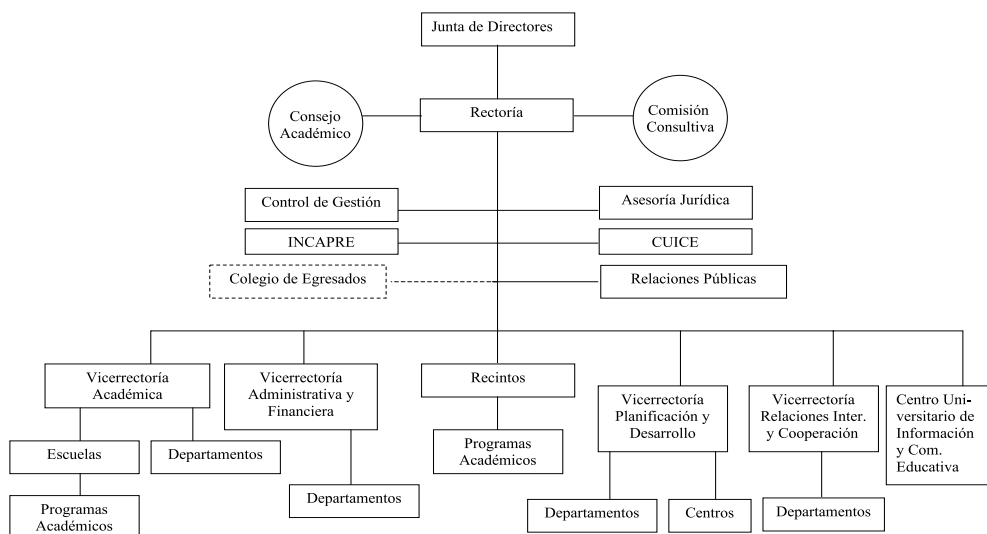 Junta de Directores
Consejo
Académico
Rectoría
Comisión
Consultiva
Control de Gestión
Asesoría Jurídica
INCAPRE
CUICE
Colegio de Egresados
Relaciones Públicas
Vicerrectoría
Académica
Vicerrectoría
Administrativa y
Financiera
Recintos
Vicerrectoría
Planificación y
Desarrollo
Vicerrectoría
Relaciones Inter.
y Cooperación
Centro Uni-
versitario de
Información
y Com.
Educativa
Escuelas
Departamentos
Programas
Académicos
Programas
Académicos
Departamentos
Departamentos
Centros
Departamentos